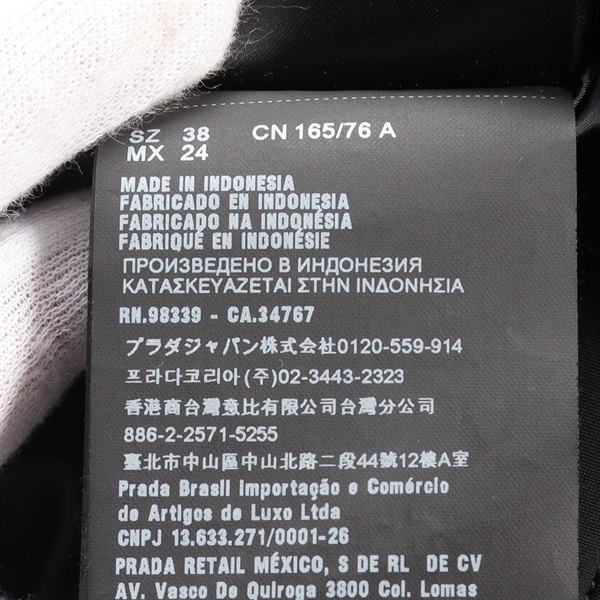 SZ 38 CN 165/76 A
MX 24
MADE IN INDONESIA
FABRICADO EN INDONESIA
FABRICADO NA INDONÉSIA
FABRIQUÉ EN INDONÉSIE
ПРОИЗВЕДЕНО В ИНДОНЕЗИЯ
ΚΑΤΑΣΚΕΥΑΖΕΤΑΙ ΣΤΗΝ ΙΝΔΟΝΗΣΙΑ
RN.98339 - CA.34767
プラダジャパン株式会社0120-559-914
프라다코리아(주)02-3443-2323
香港商台灣意比有限公司台灣分公司
886-2-2571-5255
臺北市中山區中山北路二段44號12樓A室
Prada Brasil Importação e Comércio
de Artigos de Luxo Ltda
CNPJ 13.633.271/0001-26
PRADA RETAIL MÉXICO, S DE RL DE CV
AV. Vasco De Quiroga 3800 Col. Lomas